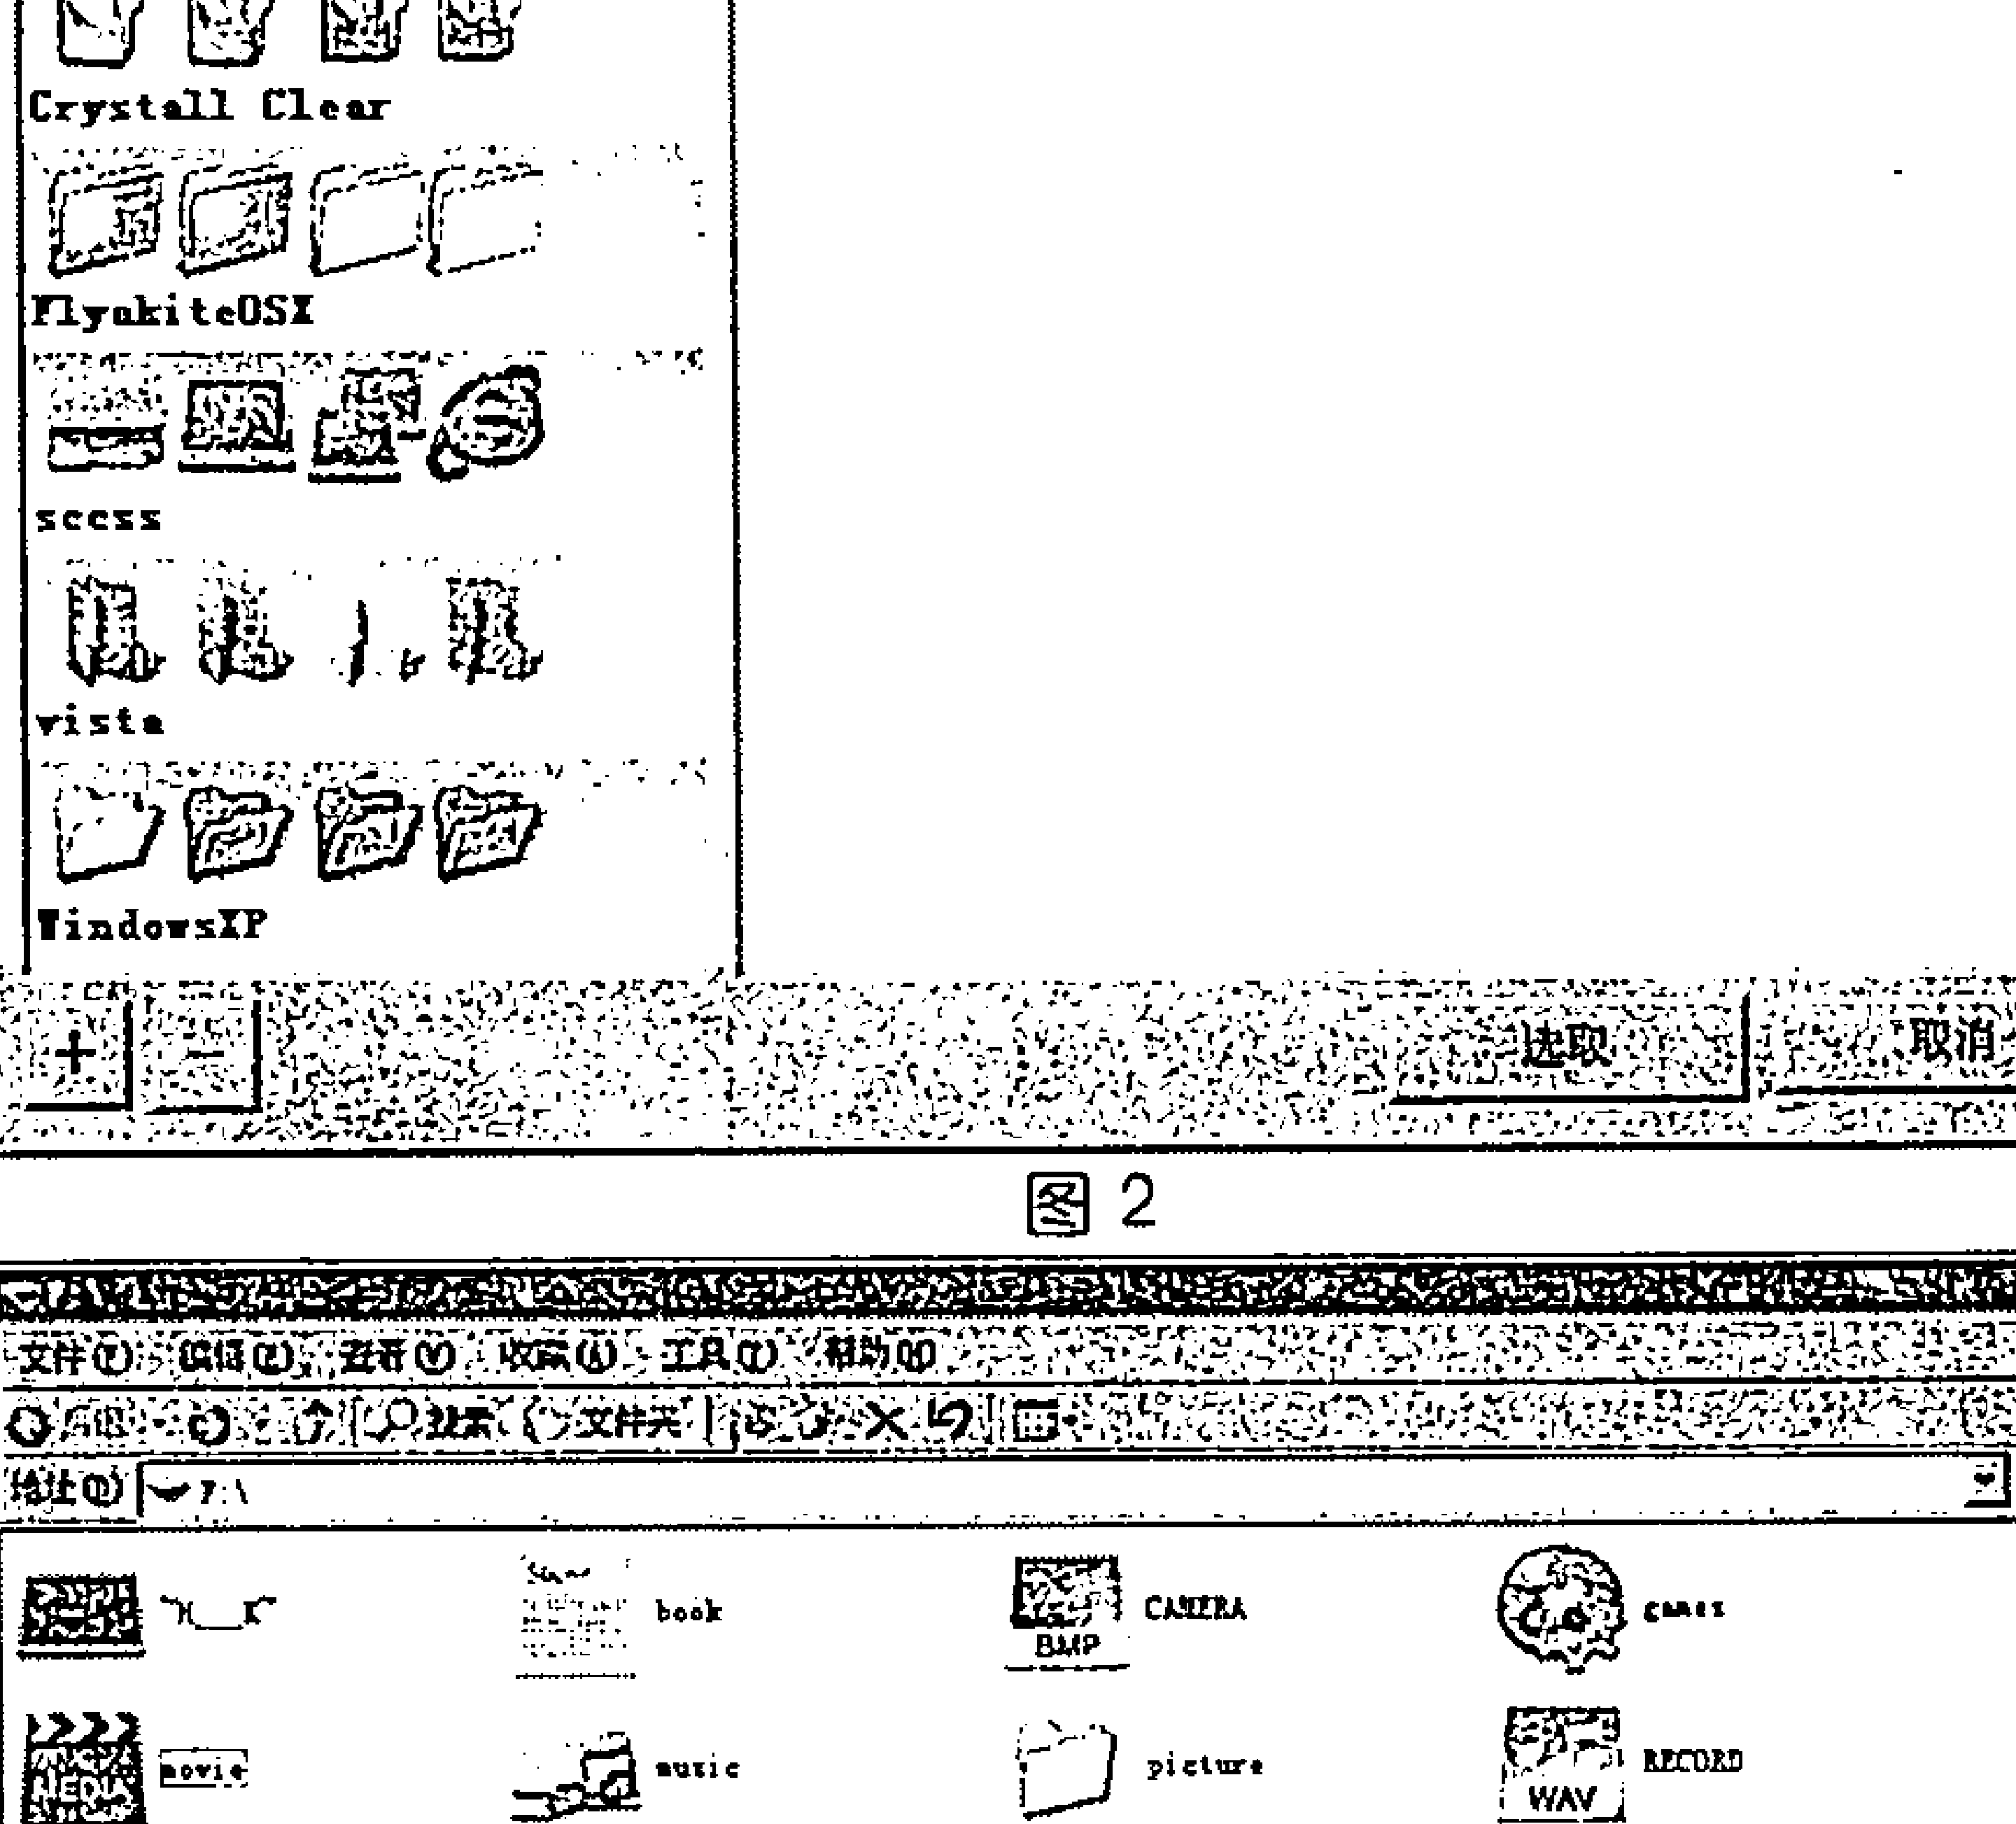 Crystall Clear
FlyakiteOSX
sccss
vista
WindowsXP
+ - 选取 取消
图 2
文件(F) 编辑(E) 查看(V) 收藏(A) 工具(T) 帮助(H)
搜索 文件夹
地址(D) F:\
book CAMERA games
BMP
movie music picture RECORD
MEDIA WAV